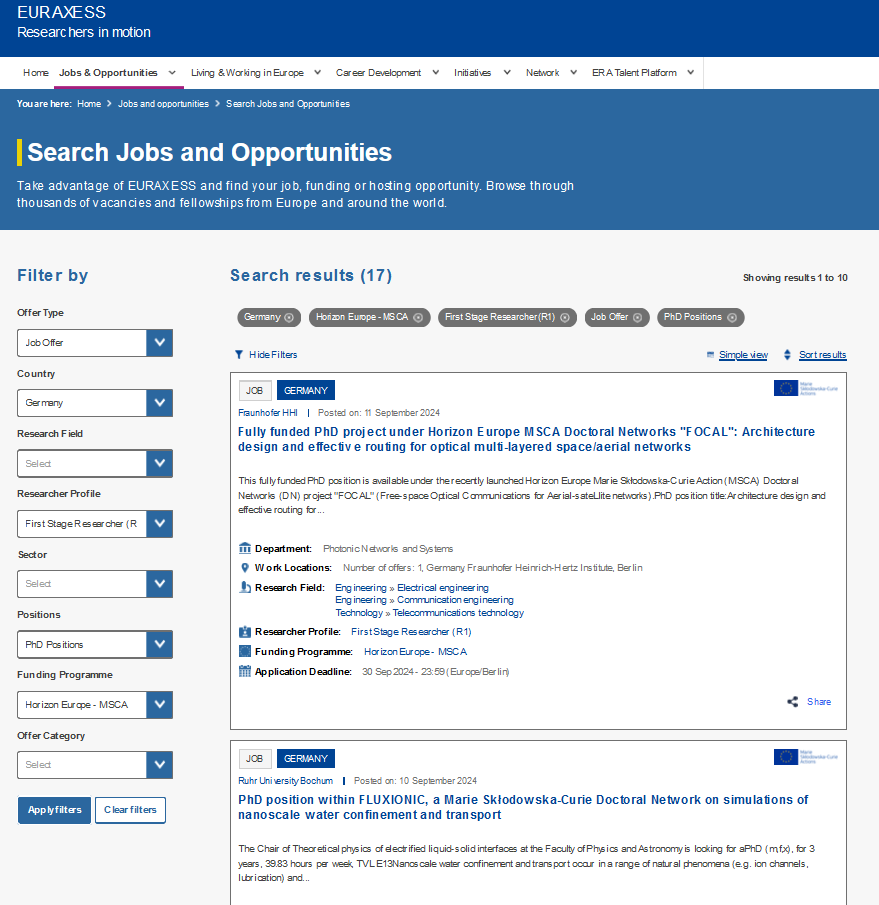 EURAXESS
Researchers in motion
Home Jobs & Opportunities Living & Working in Europe Career Development Initiatives Network ERA Talent Platform
You are here: Home Jobs and opportunities Search Jobs and Opportunities
Search Jobs and Opportunities
Take advantage of EURAXESS and find your job, funding or hosting opportunity. Browse through
thousands of vacancies and fellowships from Europe and around the world.
Filter by
Offer Type
Job Offer
Country
Germany
Research Field
Select
Researcher Profile
First Stage Researcher (R
Sector
Select
Positions
PhD Positions
Funding Programme
Horizon Europe - MSCA
Offer Category
Select
Apply filters Clear filters
Search results (17)
Showing results 1 to 10
Germany Horizon Europe - MSCA First Stage Researcher (R1) Job Offer PhD Positions
Hide Filters
Simple view Sort results
JOB GERMANY
Marie
Skłodowska-Curie
Actions
Fraunhofer HHI | Posted on: 11 September 2024
Fully funded PhD project under Horizon Europe MSCA Doctoral Networks "FOCAL": Architecture
design and effective routing for optical multi-layered space/aerial networks
This fully funded PhD position is available under the recently launched Horizon Europe Marie Skłodowska-Curie Action (MSCA) Doctoral
Networks (DN) project "FOCAL" (Free-space Optical Communications for Aerial-sateLlite networks).PhD position title:Architecture design and
effective routing for...
Department: Photonic Networks and Systems
Work Locations: Number of offers: 1, Germany Fraunhofer Heinrich-Hertz Institute, Berlin
Research Field: Engineering » Electrical engineering
Engineering » Communication engineering
Technology » Telecommunications technology
Researcher Profile: First Stage Researcher (R1)
Funding Programme: Horizon Europe - MSCA
Application Deadline: 30 Sep 2024 - 23:59 (Europe/Berlin)
Share
JOB GERMANY
Marie
Skłodowska-Curie
Actions
Ruhr University Bochum | Posted on: 10 September 2024
PhD position within FLUXIONIC, a Marie Skłodowska-Curie Doctoral Network on simulations of
nanoscale water confinement and transport
The Chair of Theoretical physics of electrified liquid-solid interfaces at the Faculty of Physics and Astronomy is looking for aPhD (m,f,x), for 3
years, 39.83 hours per week, TVL E13Nanoscale water confinement and transport occur in a range of natural phenomena (e.g. ion channels,
lubrication) and...